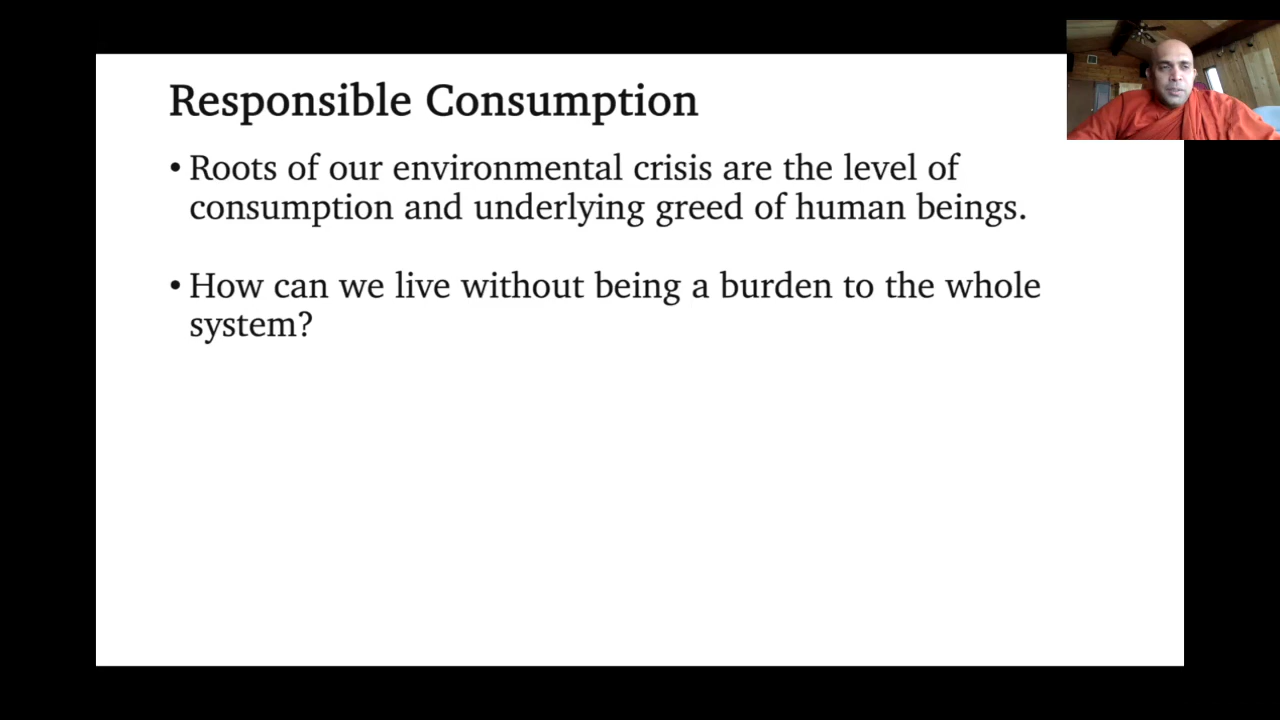 Responsible Consumption
• Roots of our environmental crisis are the level of
consumption and underlying greed of human beings.
• How can we live without being a burden to the whole
system?